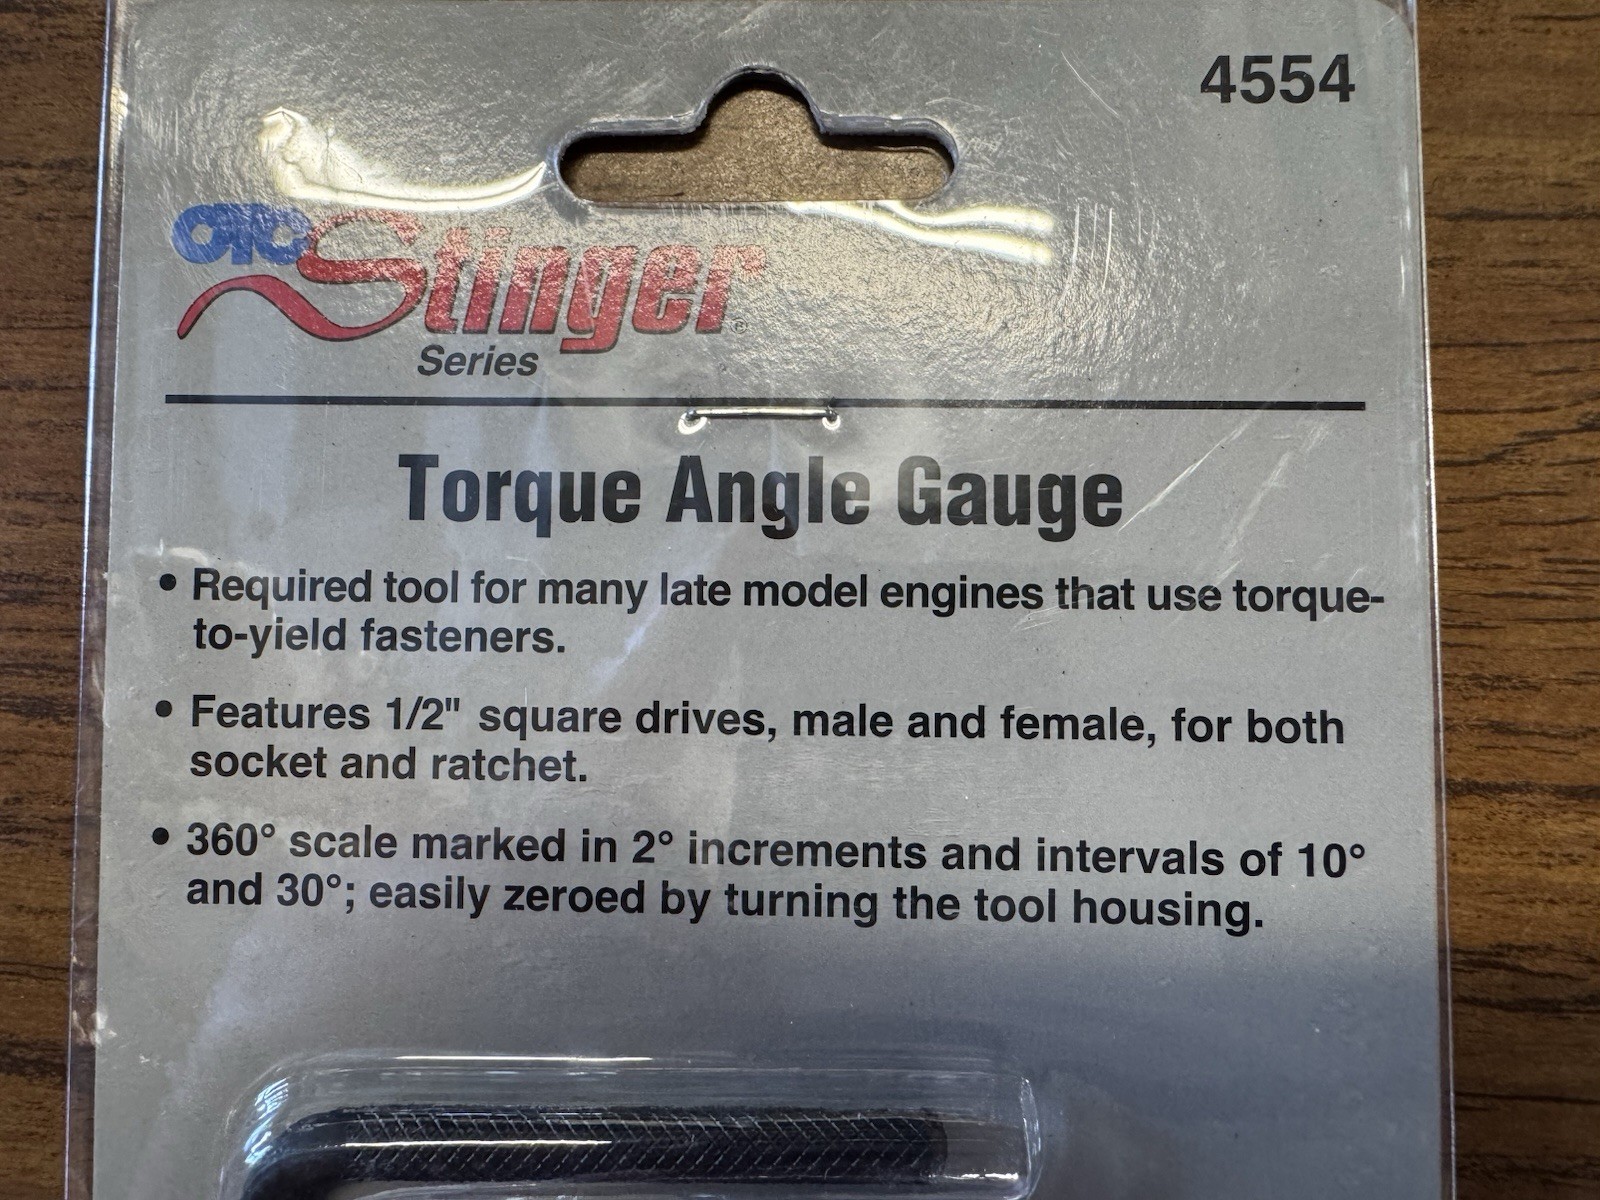 4554
OTC Stinger®
Series
Torque Angle Gauge
• Required tool for many late model engines that use torque-
to-yield fasteners.
• Features 1/2" square drives, male and female, for both
socket and ratchet.
• 360° scale marked in 2° increments and intervals of 10°
and 30°; easily zeroed by turning the tool housing.